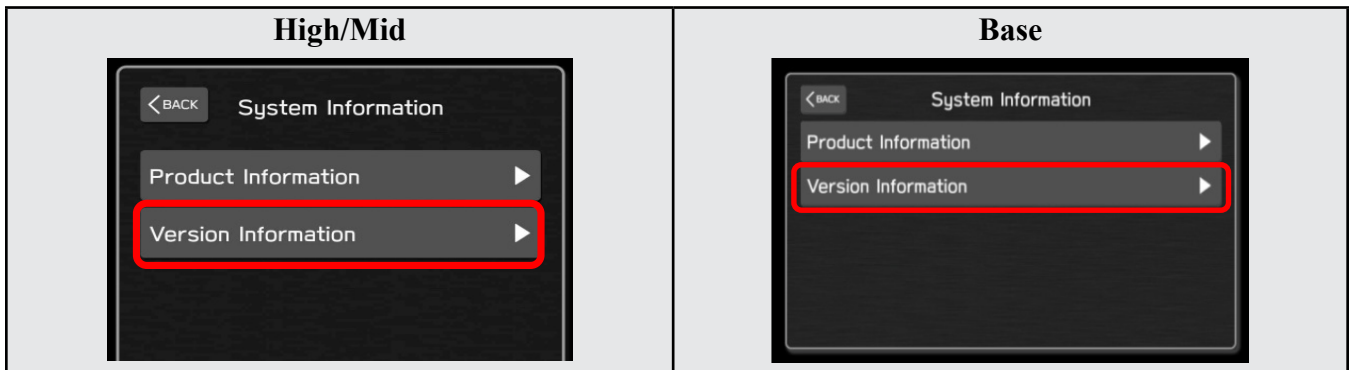 High/Mid
BACK System Information
Product Information
Version Information
Base
BACK System Information
Product Information
Version Information